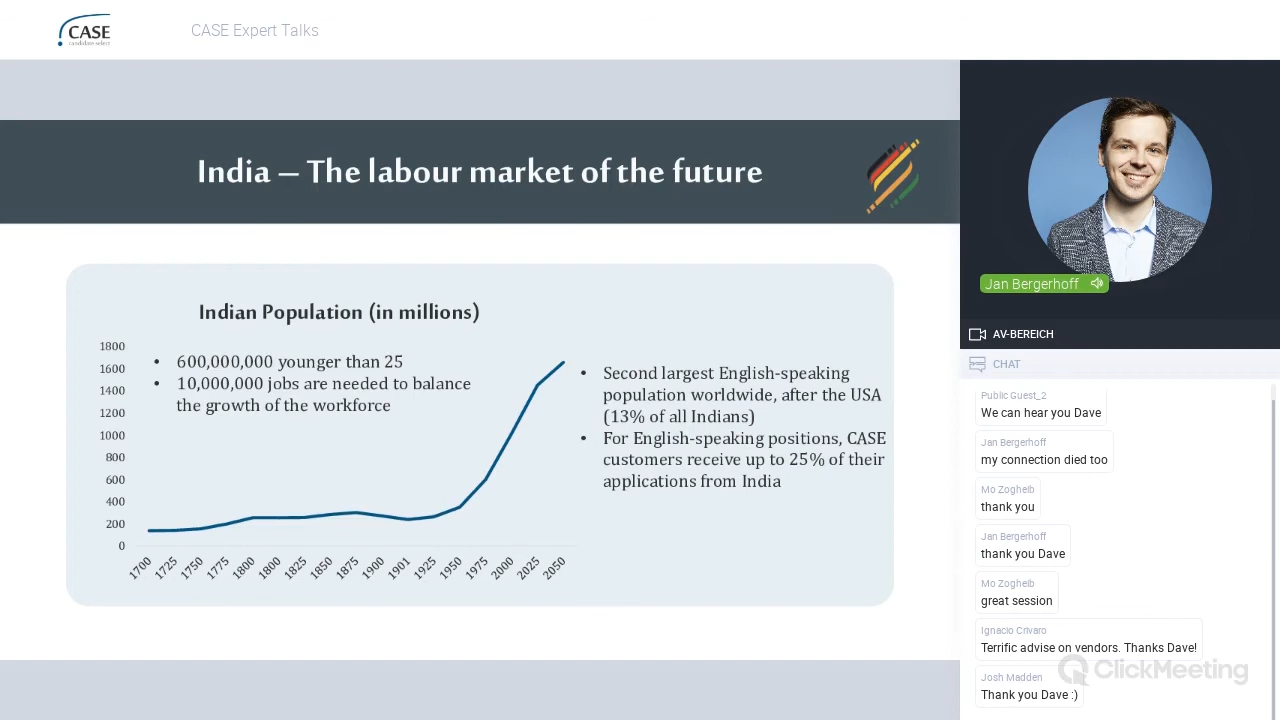 CASE
candidate select
CASE Expert Talks
India – The labour market of the future
Indian Population (in millions)
1800
1600
1400
1200
1000
800
600
400
200
0
• 600,000,000 younger than 25
• 10,000,000 jobs are needed to balance
the growth of the workforce
• Second largest English-speaking
population worldwide, after the USA
(13% of all Indians)
• For English-speaking positions, CASE
customers receive up to 25% of their
applications from India
1700 1725 1750 1775 1800 1800 1825 1850 1875 1900 1901 1925 1950 1975 2000 2025 2050
Jan Bergerhoff
AV-BEREICH
CHAT
Public Guest_2
We can hear you Dave
Jan Bergerhoff
my connection died too
Mo Zogheib
thank you
Jan Bergerhoff
thank you Dave
Mo Zogheib
great session
Ignacio Crivaro
Terrific advise on vendors. Thanks Dave!
ClickMeeting
Josh Madden
Thank you Dave :)